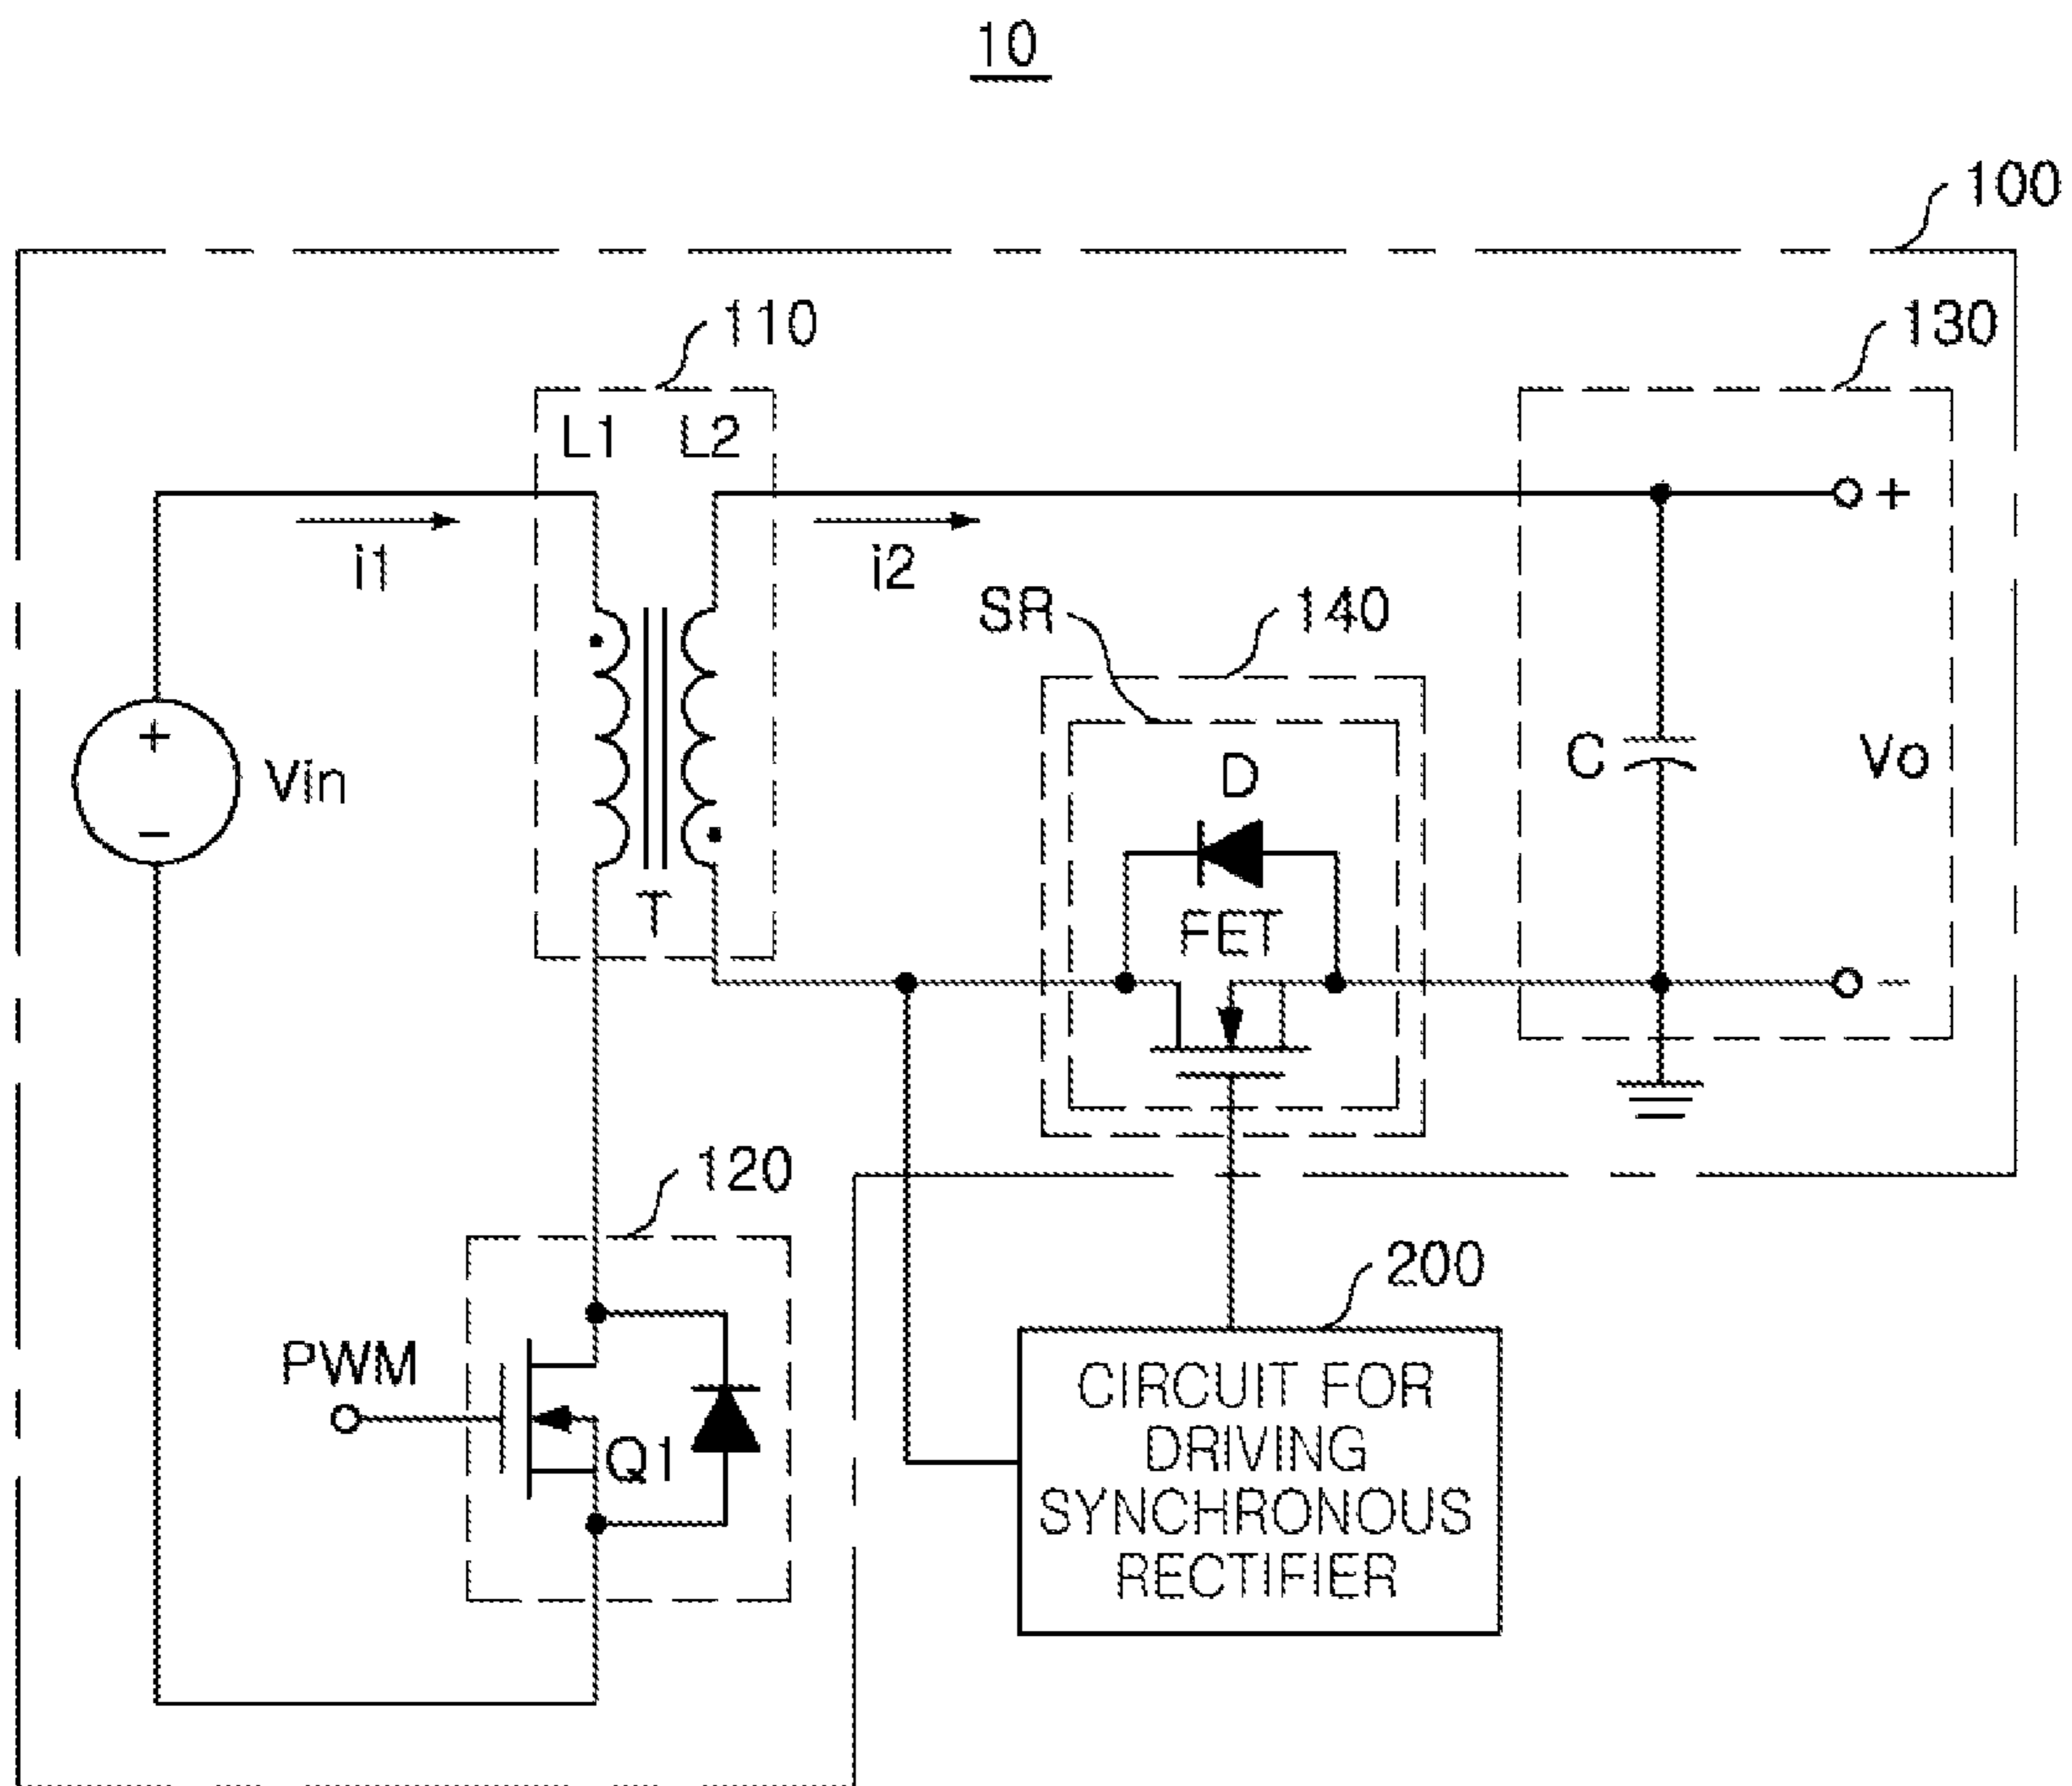 10
100
110
130
L1 L2
+
i1
i2
SR
140
+
Vin
−
D
C
Vo
FET
T
−
120
200
PWM
Q1
CIRCUIT FOR
DRIVING
SYNCHRONOUS
RECTIFIER